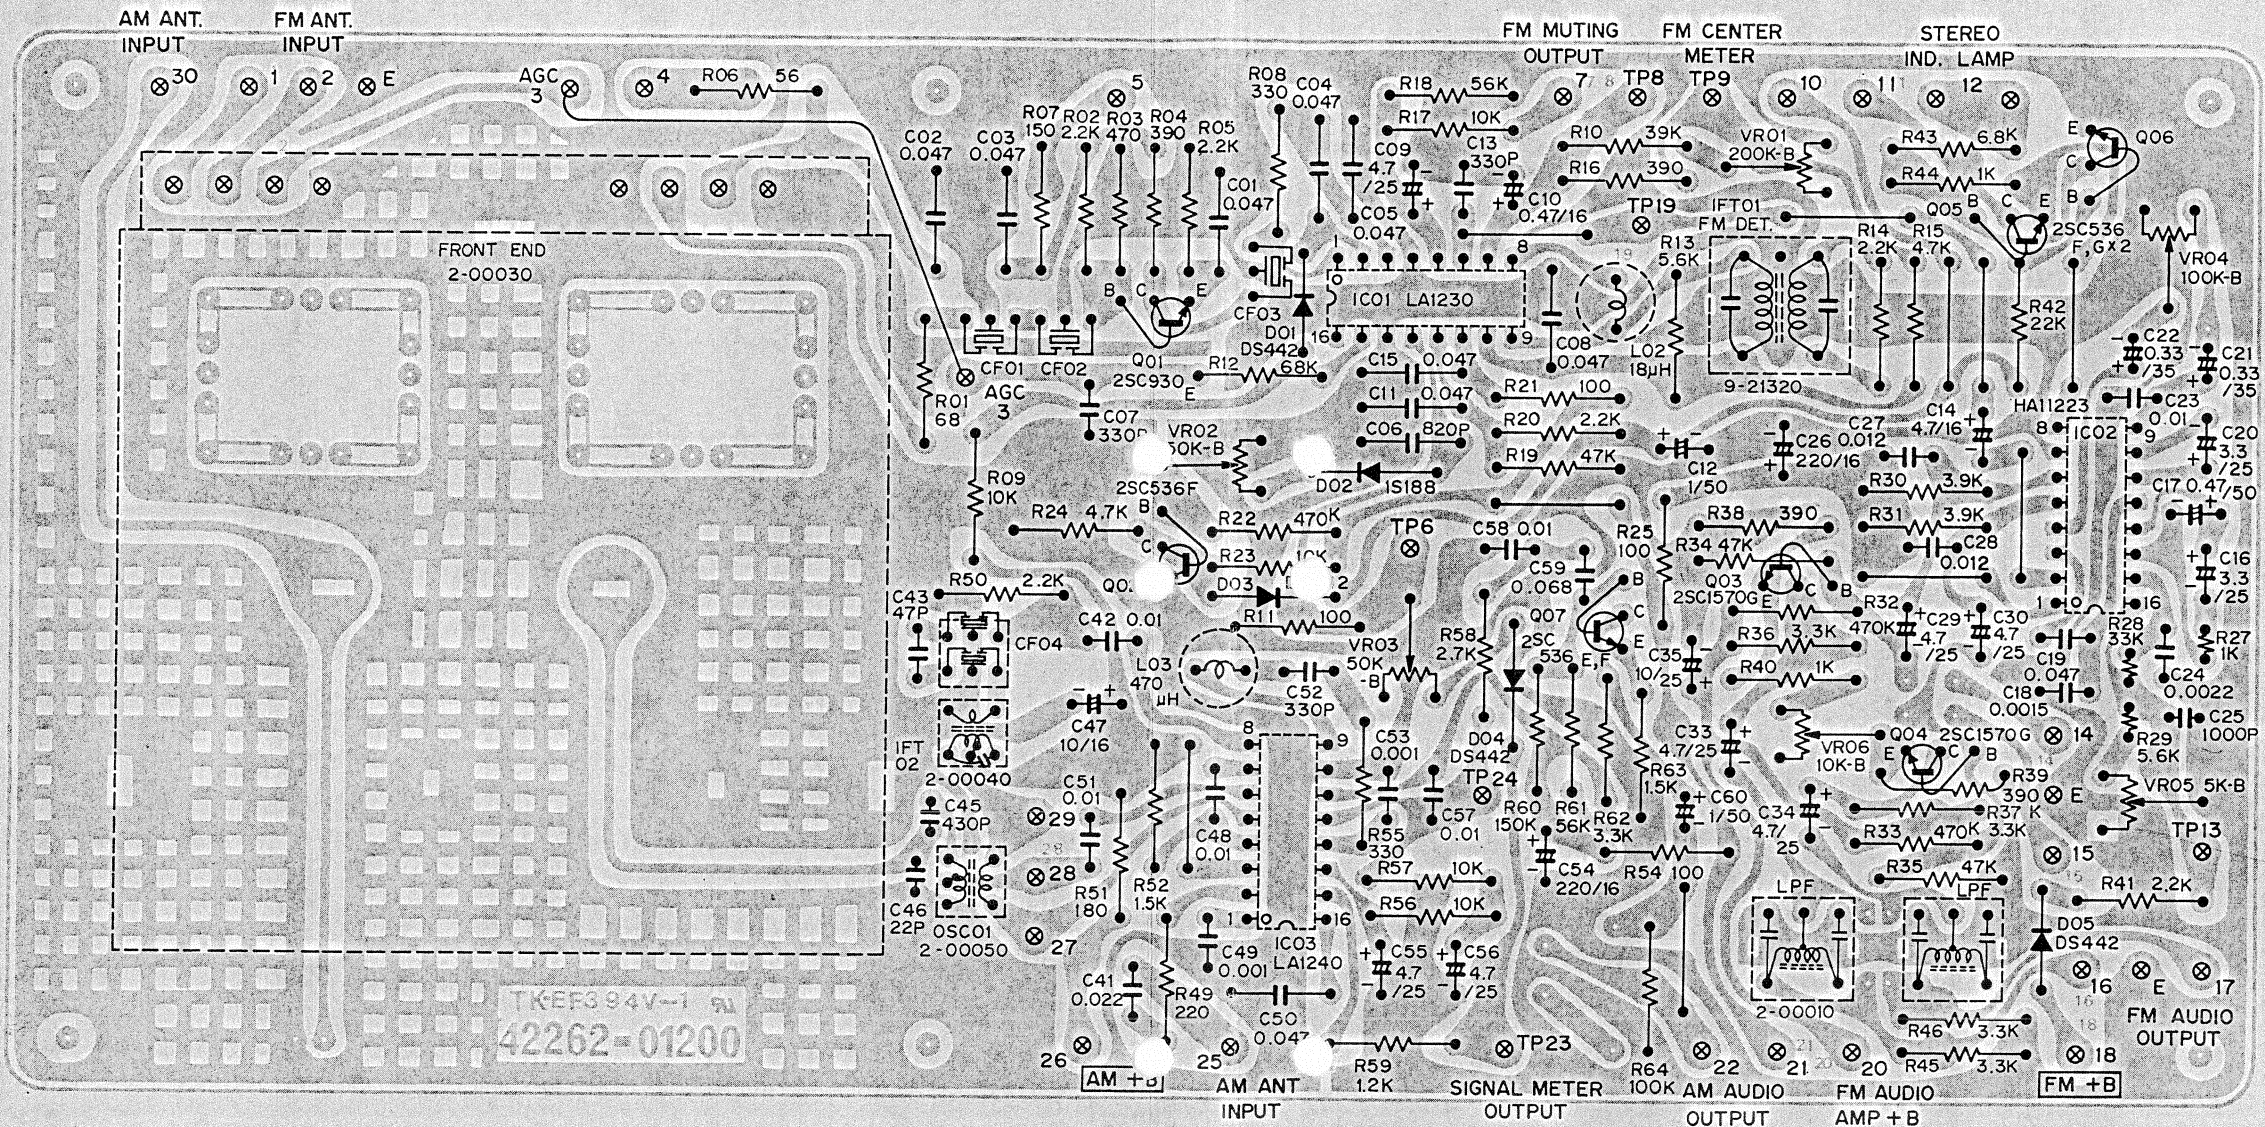 AM ANT.
INPUT
FM ANT.
INPUT
FM MUTING
OUTPUT
FM CENTER
METER
STEREO
IND. LAMP
30
1
2
E
AGC
3
4
R06 56
5
R08
330
C04
0.047
R18 56K
7
TP8
TP9
10
11
12
R07
150
R02
2.2K
R03
470
R04
390
R05
2.2K
R17 10K
C02
0.047
C03
0.047
C09
4.7
/25
C13
330P
R10 39K
VR01
200K-B
R43 6.8K
E
C
B
Q06
R16 390
R44 1K
C01
0.047
C05
0.047
C10
0.47/16
TP19
IFT01
FM DET.
Q05
B
C
E
2SC536
F,G×2
FRONT END
2-00030
R13
5.6K
R14
2.2K
R15
4.7K
VR04
100K-B
1
8
IC01 LA1230
16
9
B
C
E
CF03
D01
DS442
Q01
2SC930
E
CF01
CF02
R12 68K
C15 0.047
C08
0.047
L02
18μH
9-21320
R42
22K
C22
0.33
/35
C21
0.33
/35
R01
68
AGC
3
C07
330P
C11 0.047
C06 820P
R21 100
R20 2.2K
R19 47K
C12
1/50
C26
220/16
C27
0.012
C14
4.7/16
HA11223
IC02
8
9
C23
0.01
C20
3.3
/25
VR02
50K-B
2SC536F
D02 1S188
R09
10K
R24 4.7K
B
C
R22 470K
R23 10K
TP6
C58 0.01
R25
100
R38 390
R30 3.9K
R31 3.9K
C17 0.47/50
R34 47K
C28
0.012
C16
3.3
/25
C59
0.068
Q03
2SC1570G
E
C
B
R50 2.2K
D03
2
R11 100
C43
47P
CF04
C42 0.01
L03
470
μH
C52
330P
VR03
50K
-B
R58
2.7K
Q07
2SC
536
E,F
B
C
E
R32
470K
C29
4.7
/25
C30
4.7
/25
1
16
R28
33K
R27
1K
R36 3.3K
R40 1K
C35
10/25
C19
0.047
C24
0.0022
C18
0.0015
C25
1000P
R29
5.6K
C47
10/16
IFT
02
2-00040
8
9
C53
0.001
D04
DS442
TP 24
C33
4.7/25
VR06
10K-B
Q04
2SC1570G
E
C
B
14
C51
0.01
C45
430P
29
28
27
C48
0.01
R55
330
C57
0.01
R60
150K
R61
56K
R62
3.3K
R63
1.5K
C60
1/50
C34
4.7/
25
R39
390
R37
3.3K
E
VR05 5K-B
TP13
R33 470K
R35 47K
15
R51
180
R52
1.5K
R57 10K
R56 10K
C54
220/16
R54 100
LPF
LPF
R41 2.2K
C46
22P
OSC01
2-00050
1
16
IC03
LA1240
C49
0.001
C55
4.7
/25
C56
4.7
/25
D05
DS442
16
E
17
FM AUDIO
OUTPUT
C41
0.022
R49
220
C50
0.047
2-00010
R46 3.3K
R45 3.3K
TKEF394V-1
42262-01200
26
AM +B
25
AM ANT
INPUT
R59
1.2K
TP23
SIGNAL METER
OUTPUT
R64
100K
22
AM AUDIO
OUTPUT
21
20
FM AUDIO
AMP + B
18
FM +B